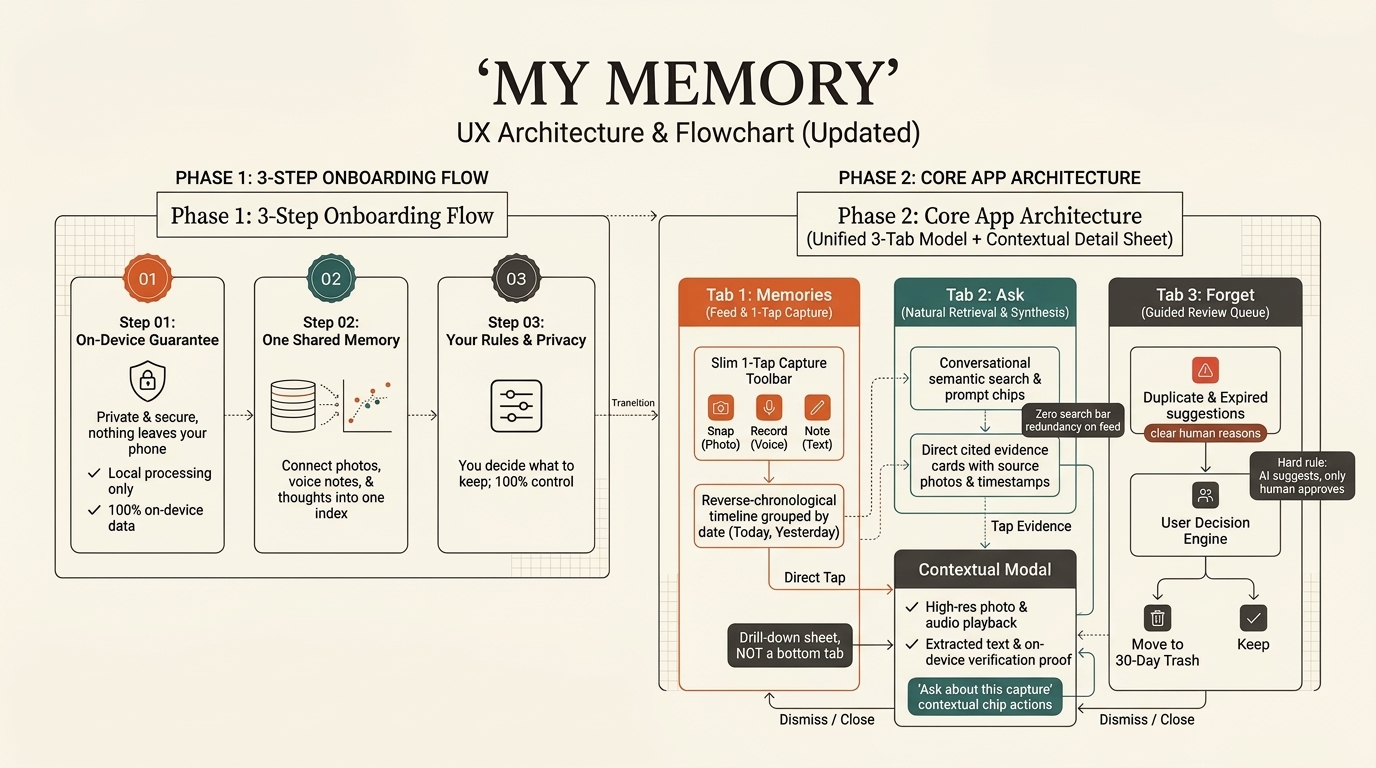 ‘MY MEMORY’
UX Architecture & Flowchart (Updated)
PHASE 1: 3-STEP ONBOARDING FLOW
Phase 1: 3-Step Onboarding Flow
01
Step 01:
On-Device Guarantee
Private & secure,
nothing leaves your
phone
Local processing
only
100% on-device
data
02
Step 02:
One Shared Memory
Connect photos,
voice notes, &
thoughts into one
index
03
Step 03:
Your Rules & Privacy
You decide what to
keep; 100% control
Traneltion
PHASE 2: CORE APP ARCHITECTURE
Phase 2: Core App Architecture
(Unified 3-Tab Model + Contextual Detail Sheet)
Tab 1: Memories
(Feed & 1-Tap Capture)
Slim 1-Tap Capture
Toolbar
Snap
(Photo)
Record
(Voice)
Note
(Text)
Reverse-chronological
timeline grouped by
date (Today, Yesterday)
Direct Tap
Drill-down sheet,
NOT a bottom tab
Dismiss / Close
Tab 2: Ask
(Natural Retrieval & Synthesis)
Conversational
semantic search &
prompt chips
Zero search bar
redundancy on feed
Direct cited evidence
cards with source
photos & timestamps
Tap Evidence
Contextual Modal
High-res photo &
audio playback
Extracted text & on-
device verification proof
‘Ask about this capture’
contextual chip actions
Tab 3: Forget
(Guided Review Queue)
Duplicate & Expired
suggestions
clear human reasons
Hard rule:
AI suggests, only
human approves
User Decision
Engine
Move to
30-Day Trash
Keep
Dismiss / Close